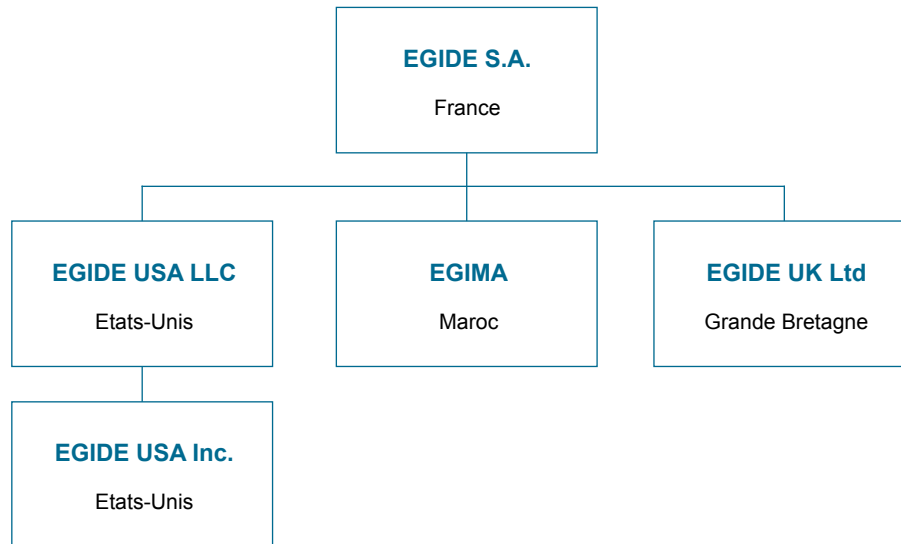 EGIDE S.A.
France
EGIDE USA LLC
Etats-Unis
EGIMA
Maroc
EGIDE UK Ltd
Grande Bretagne
EGIDE USA Inc.
Etats-Unis